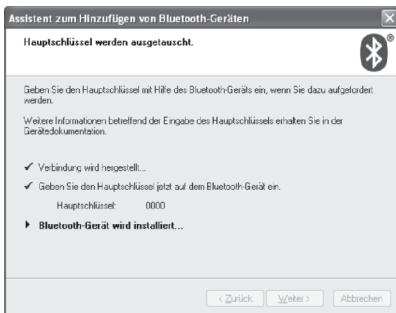 Assistent zum Hinzufügen von Bluetooth-Geräten
Hauptschlüssel werden ausgetauscht.
Geben Sie den Hauptschlüssel mit Hilfe des Bluetooth-Geräts ein, wenn Sie dazu aufgefordert
werden.
Weitere Informationen betreffend der Eingabe des Hauptschlüssels erhalten Sie in der
Gerätedokumentation.
Verbindung wird hergestellt...
Geben Sie den Hauptschlüssel jetzt auf dem Bluetooth-Gerät ein.
Hauptschlüssel: 0000
Bluetooth-Gerät wird installiert...
< Zurück Weiter > Abbrechen